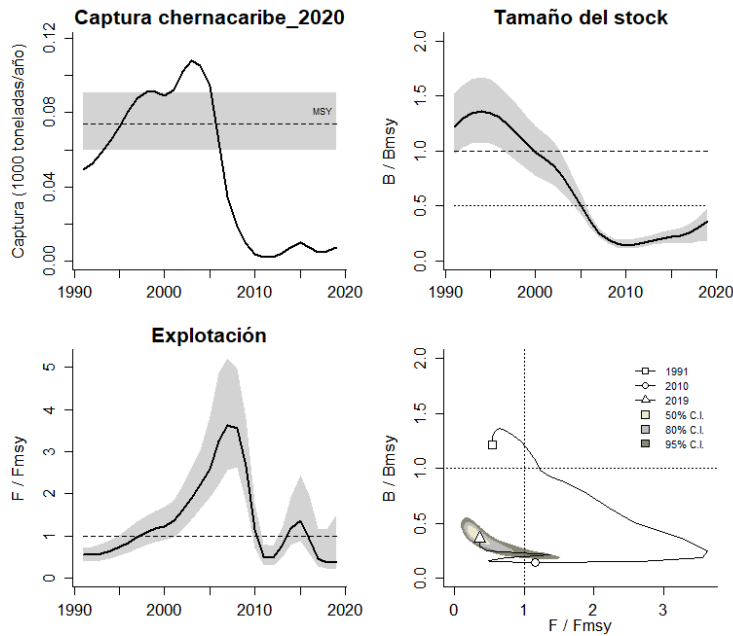 Captura chernacaribe_2020
Captura (1000 toneladas/año)
0.12
0.08
0.04
0.00
MSY
1990 2000 2010 2020
Tamaño del stock
B / Bmsy
2.0
1.5
1.0
0.5
0.0
1990 2000 2010 2020
Explotación
F / Fmsy
5
4
3
2
1
0
1990 2000 2010 2020
B / Bmsy
2.0
1.5
1.0
0.5
0.0
1991
2010
2019
50% C.I.
80% C.I.
95% C.I.
0 1 2 3
F / Fmsy